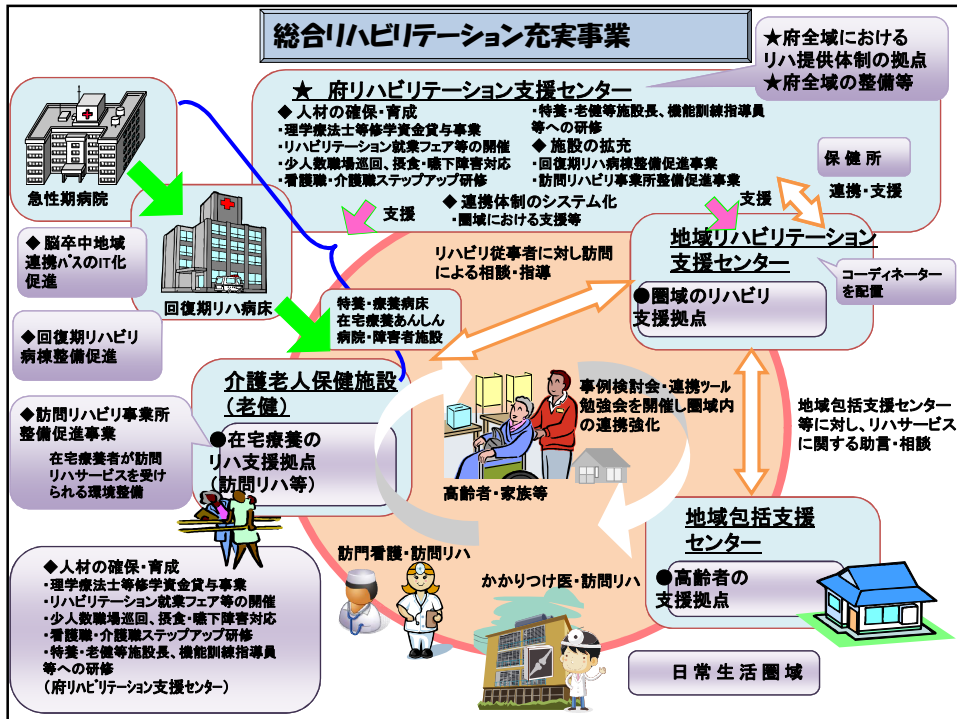 総合リハビリテーション充実事業
★府全域における
リハ提供体制の拠点
★府全域の整備等
★ 府リハビリテーション支援センター
◆人材の確保・育成
・理学療法士等修学資金貸与事業
・リハビリテーション就業フェア等の開催
・少人数職場巡回、摂食・嚥下障害対応
・看護職・介護職ステップアップ研修
・特養・老健等施設長、機能訓練指導員
等への研修
◆施設の拡充
・回復期リハ病棟整備促進事業
・訪問リハビリ事業所整備促進事業
◆連携体制のシステム化
・圏域における支援等
急性期病院
支援
支援
保健所
連携・支援
◆脳卒中地域
連携パスのIT化
促進
回復期リハ病床
リハビリ従事者に対し訪問
による相談・指導
地域リハビリテーション
支援センター
●圏域のリハビリ
支援拠点
コーディネーター
を配置
特養・療養病床
在宅療養あんしん
病院・障害者施設
◆回復期リハビリ
病棟整備促進
介護老人保健施設
(老健)
●在宅療養の
リハ支援拠点
(訪問リハ等)
◆訪問リハビリ事業所
整備促進事業
在宅療養者が訪問
リハサービスを受け
られる環境整備
事例検討会・連携ツール
勉強会を開催し圏域内
の連携強化
高齢者・家族等
地域包括支援センター
等に対し、リハサービス
に関する助言・相談
地域包括支援
センター
●高齢者の
支援拠点
訪門看護・訪問リハ
かかりつけ医・訪問リハ
◆人材の確保・育成
・理学療法士等修学資金貸与事業
・リハビリテーション就業フェア等の開催
・少人数職場巡回、摂食・嚥下障害対応
・看護職・介護職ステップアップ研修
・特養・老健等施設長、機能訓練指導員
等への研修
(府リハビリテーション支援センター)
日常生活圏域